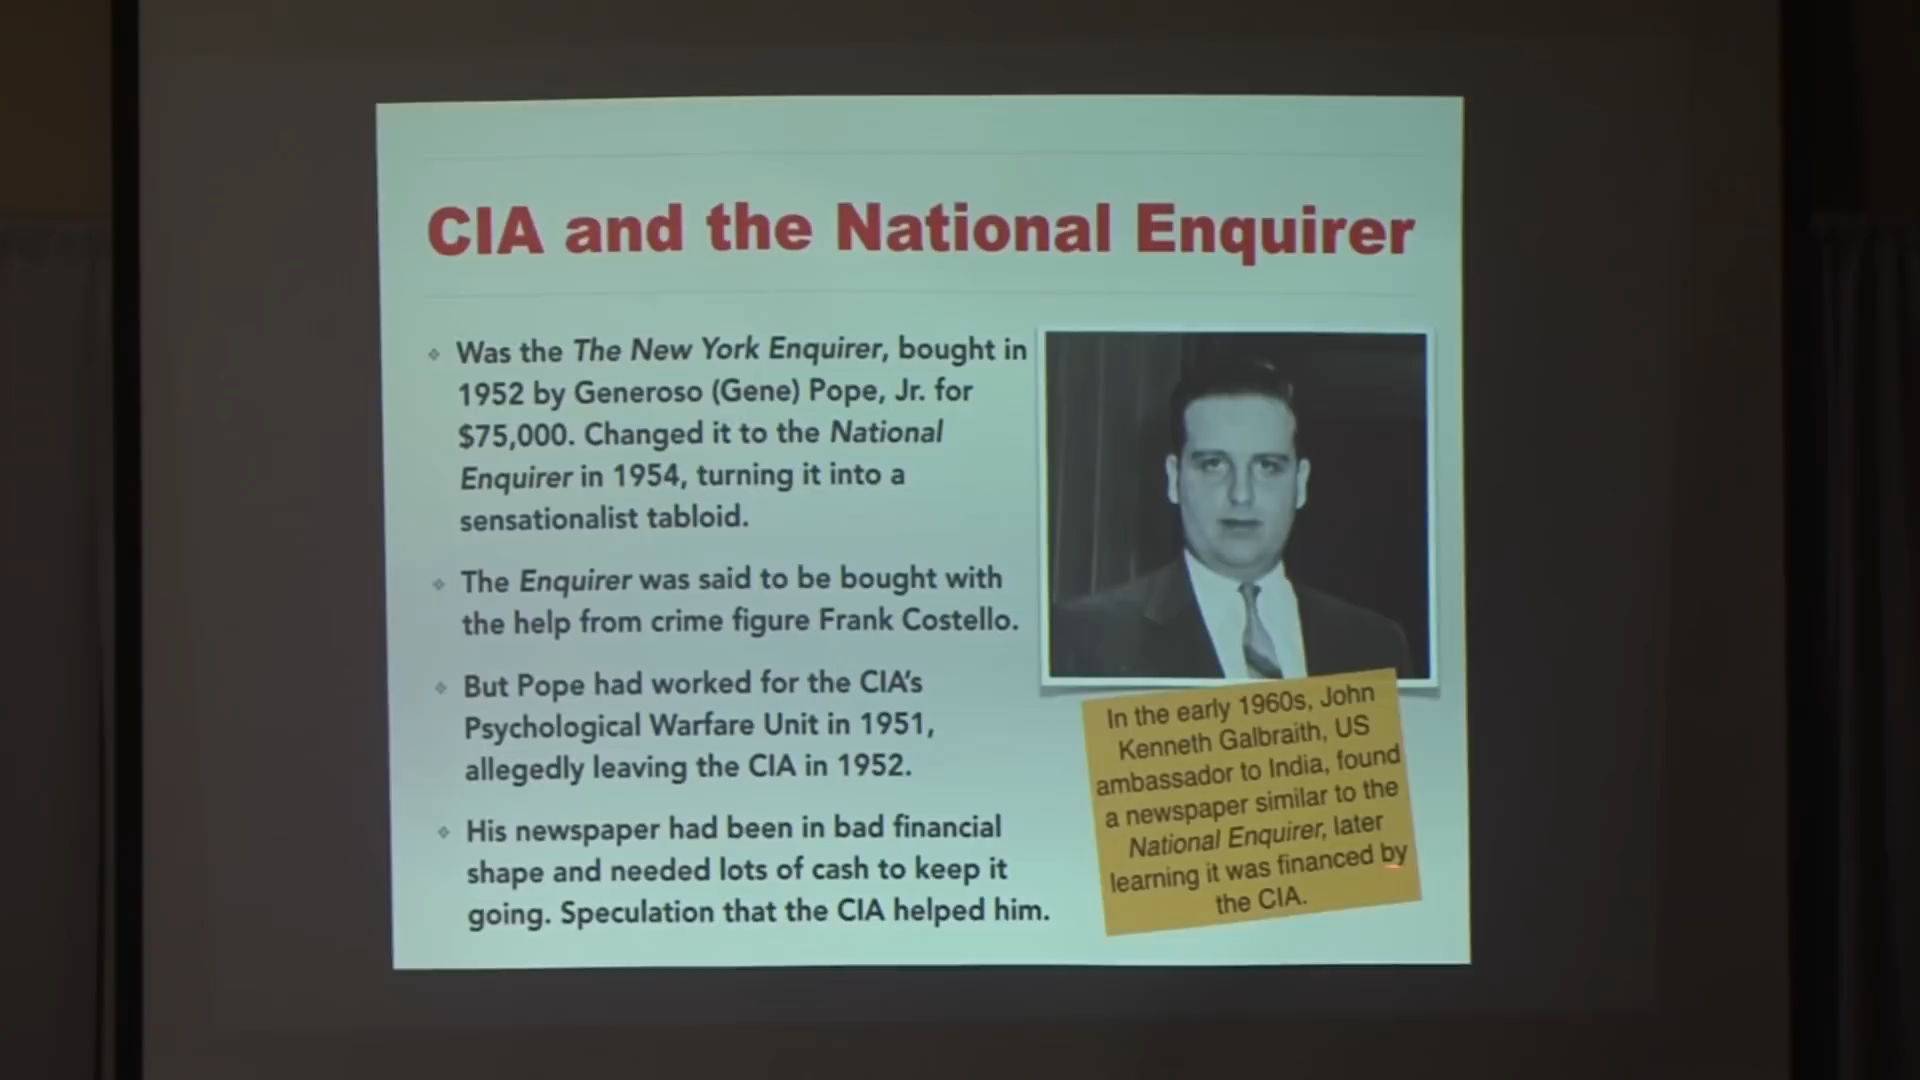 CIA and the National Enquirer
Was the The New York Enquirer, bought in
1952 by Generoso (Gene) Pope, Jr. for
$75,000. Changed it to the National
Enquirer in 1954, turning it into a
sensationalist tabloid.
The Enquirer was said to be bought with
the help from crime figure Frank Costello.
But Pope had worked for the CIA's
Psychological Warfare Unit in 1951,
allegedly leaving the CIA in 1952.
His newspaper had been in bad financial
shape and needed lots of cash to keep it
going. Speculation that the CIA helped him.
In the early 1960s, John
Kenneth Galbraith, US
ambassador to India, found
a newspaper similar to the
National Enquirer, later
learning it was financed by
the CIA.